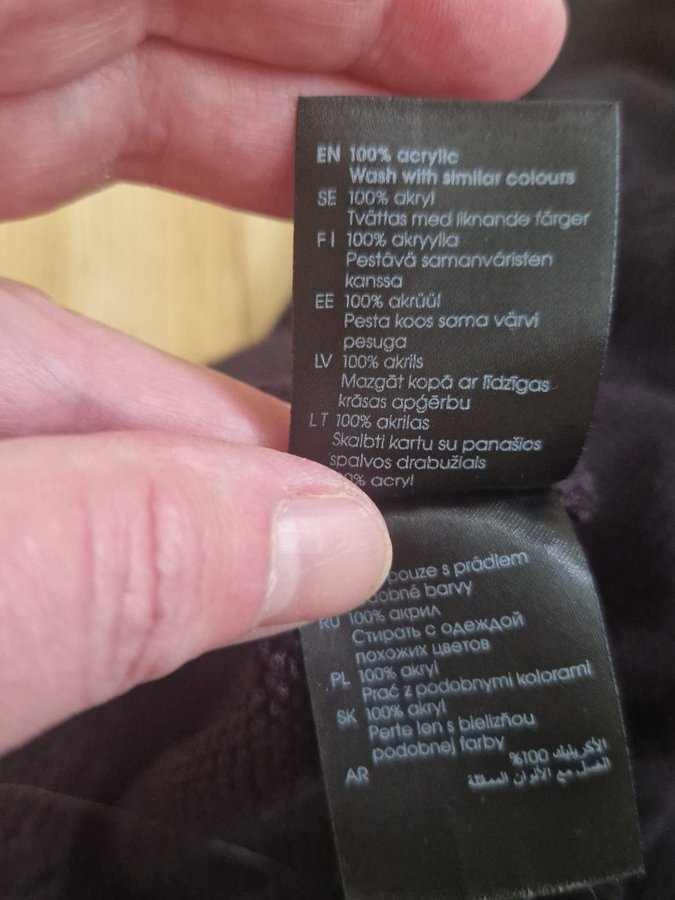 EN 100% acrylic
Wash with similar colours
SE 100% akryl
Tvättas med liknande färger
FI 100% akryylia
Pestävä samanväristen
kanssa
EE 100% akrüül
Pesta koos sama värvi
pesuga
LV 100% akrils
Mazgāt kopā ar līdzīgas
krāsas apģērbu
LT 100% akrilas
Skalbti kartu su panašios
spalvos drabužiais
0% acryl
ouze s prádlem
dobné barvy
RU 100% акрил
Стирать с одеждой
похожих цветов
PL 100% akryl
Prać z podobnymi kolorami
SK 100% akryl
Perte len s bielizňou
podobnej farby
AR الأكريليك 100%
الغسل مع الألوان المماثلة